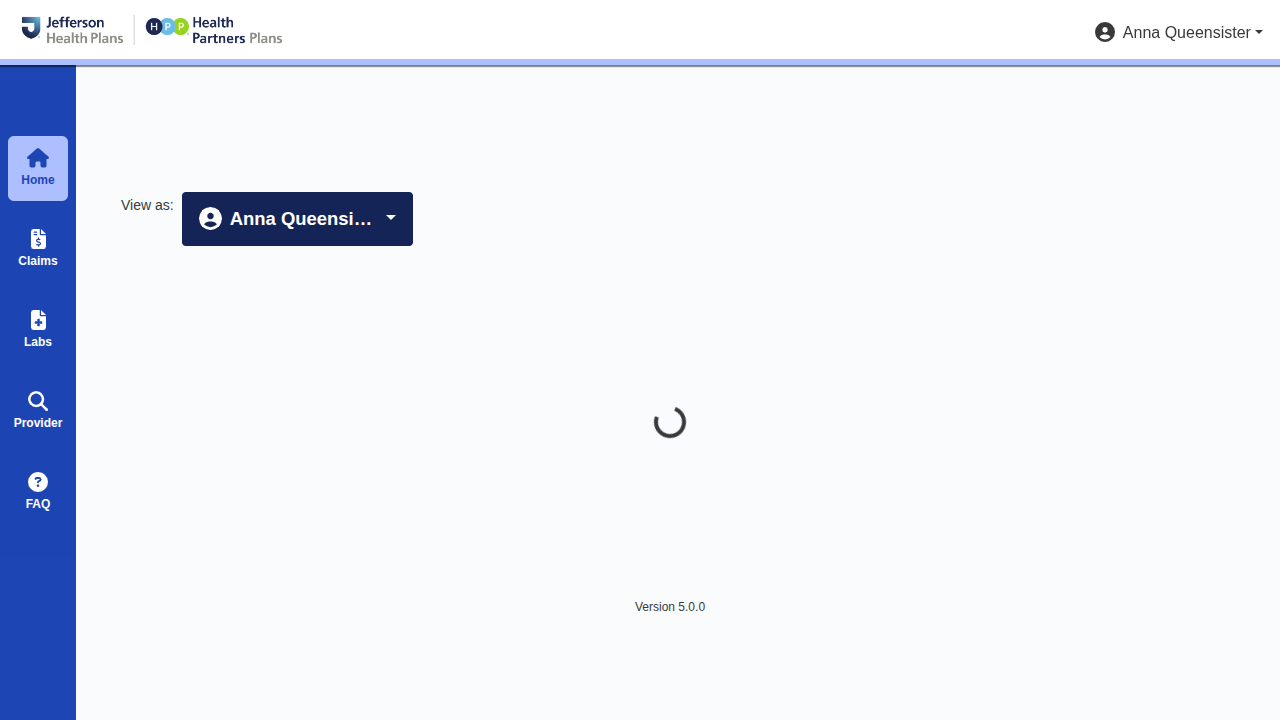 Jefferson
Health Plans
HPP
Health
Partners Plans
Anna Queensister
Home
Claims
Labs
Provider
FAQ
View as:
Anna Queensi...
Version 5.0.0